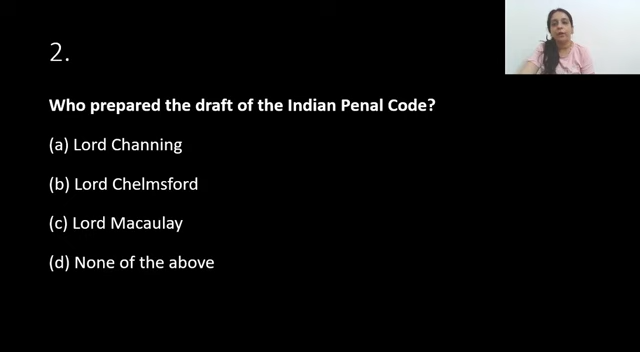 2.
Who prepared the draft of the Indian Penal Code?
(a) Lord Channing
(b) Lord Chelmsford
(c) Lord Macaulay
(d) None of the above